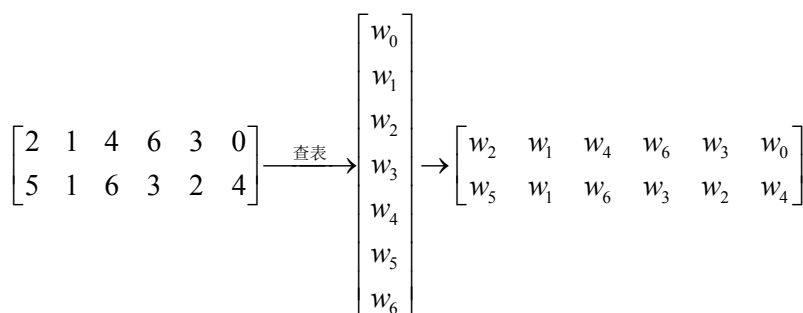 [2 1 4 6 3 0
5 1 6 3 2 4]
查表
→
[w₀
w₁
w₂
w₃
w₄
w₅
w₆]
→
[w₂ w₁ w₄ w₆ w₃ w₀
w₅ w₁ w₆ w₃ w₂ w₄]